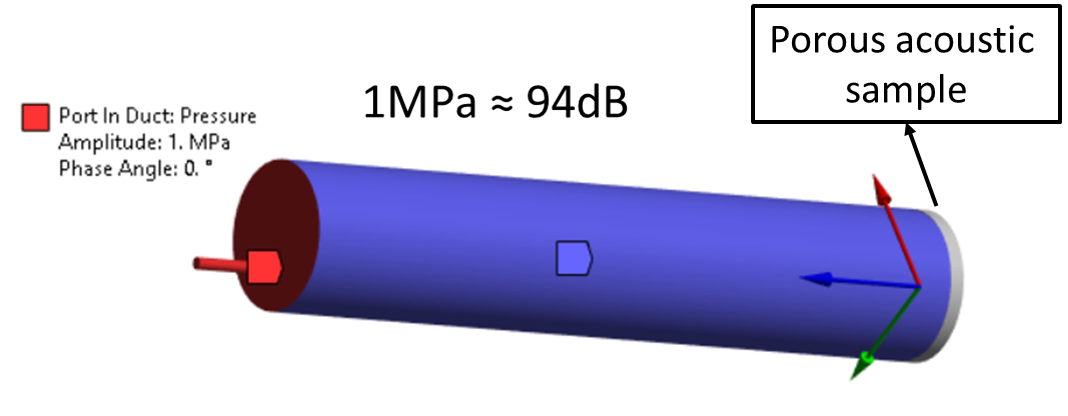 Porous acoustic
sample
1MPa ≈ 94dB
Port In Duct: Pressure
Amplitude: 1. MPa
Phase Angle: 0. °